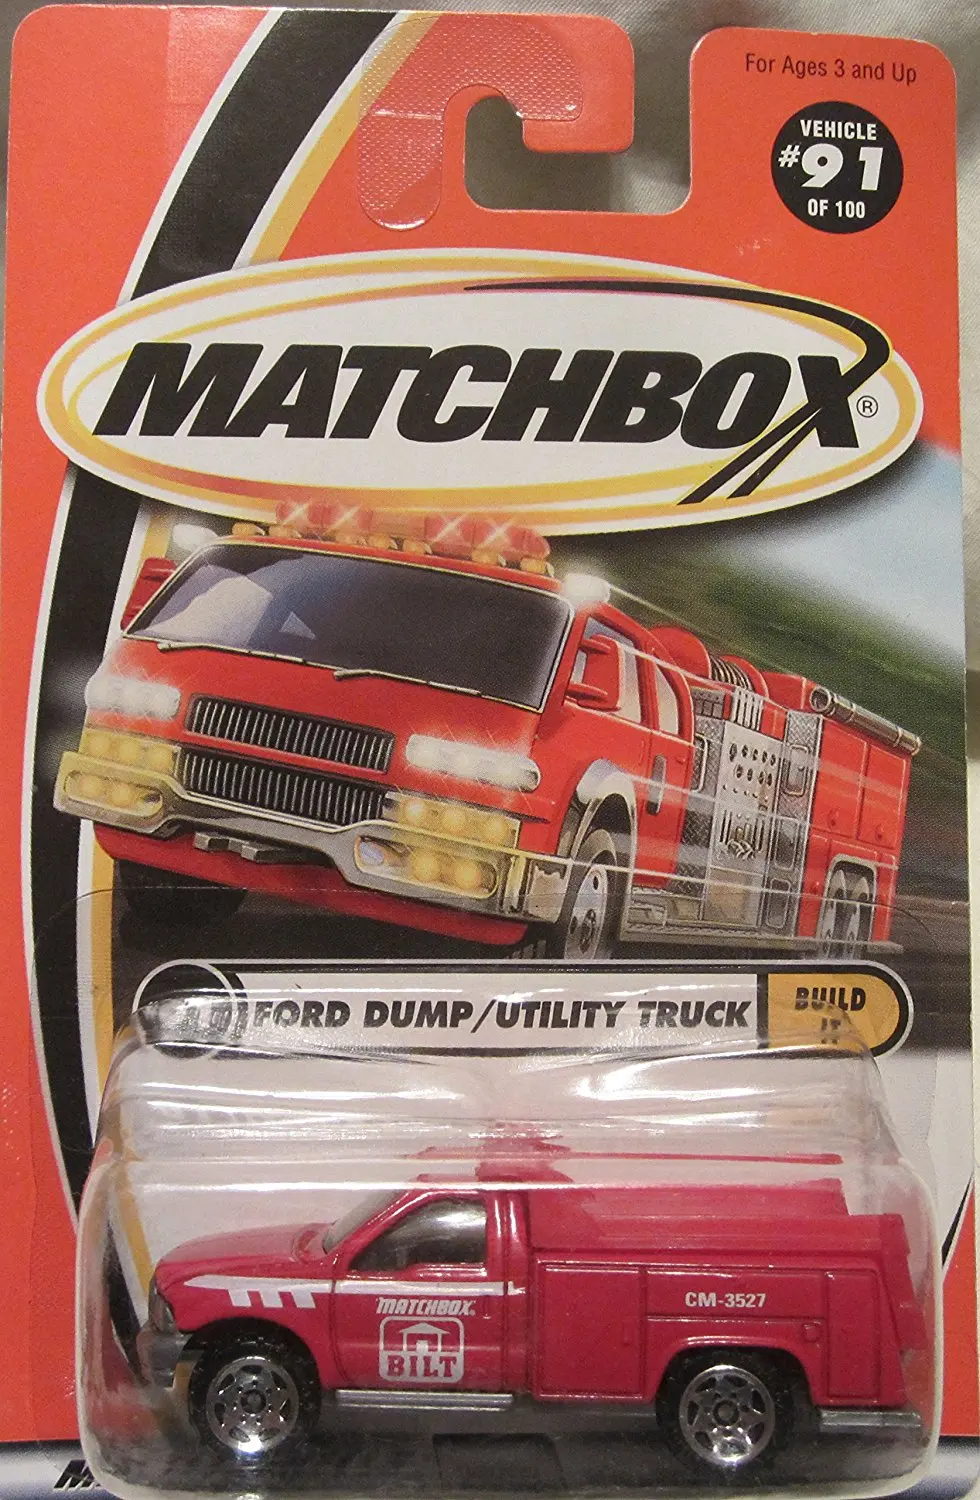 For Ages 3 and Up
VEHICLE
#91
OF 100
MATCHBOX®
FORD DUMP/UTILITY TRUCK
BUILD
IT
MATCHBOX®
BILT
CM-3527